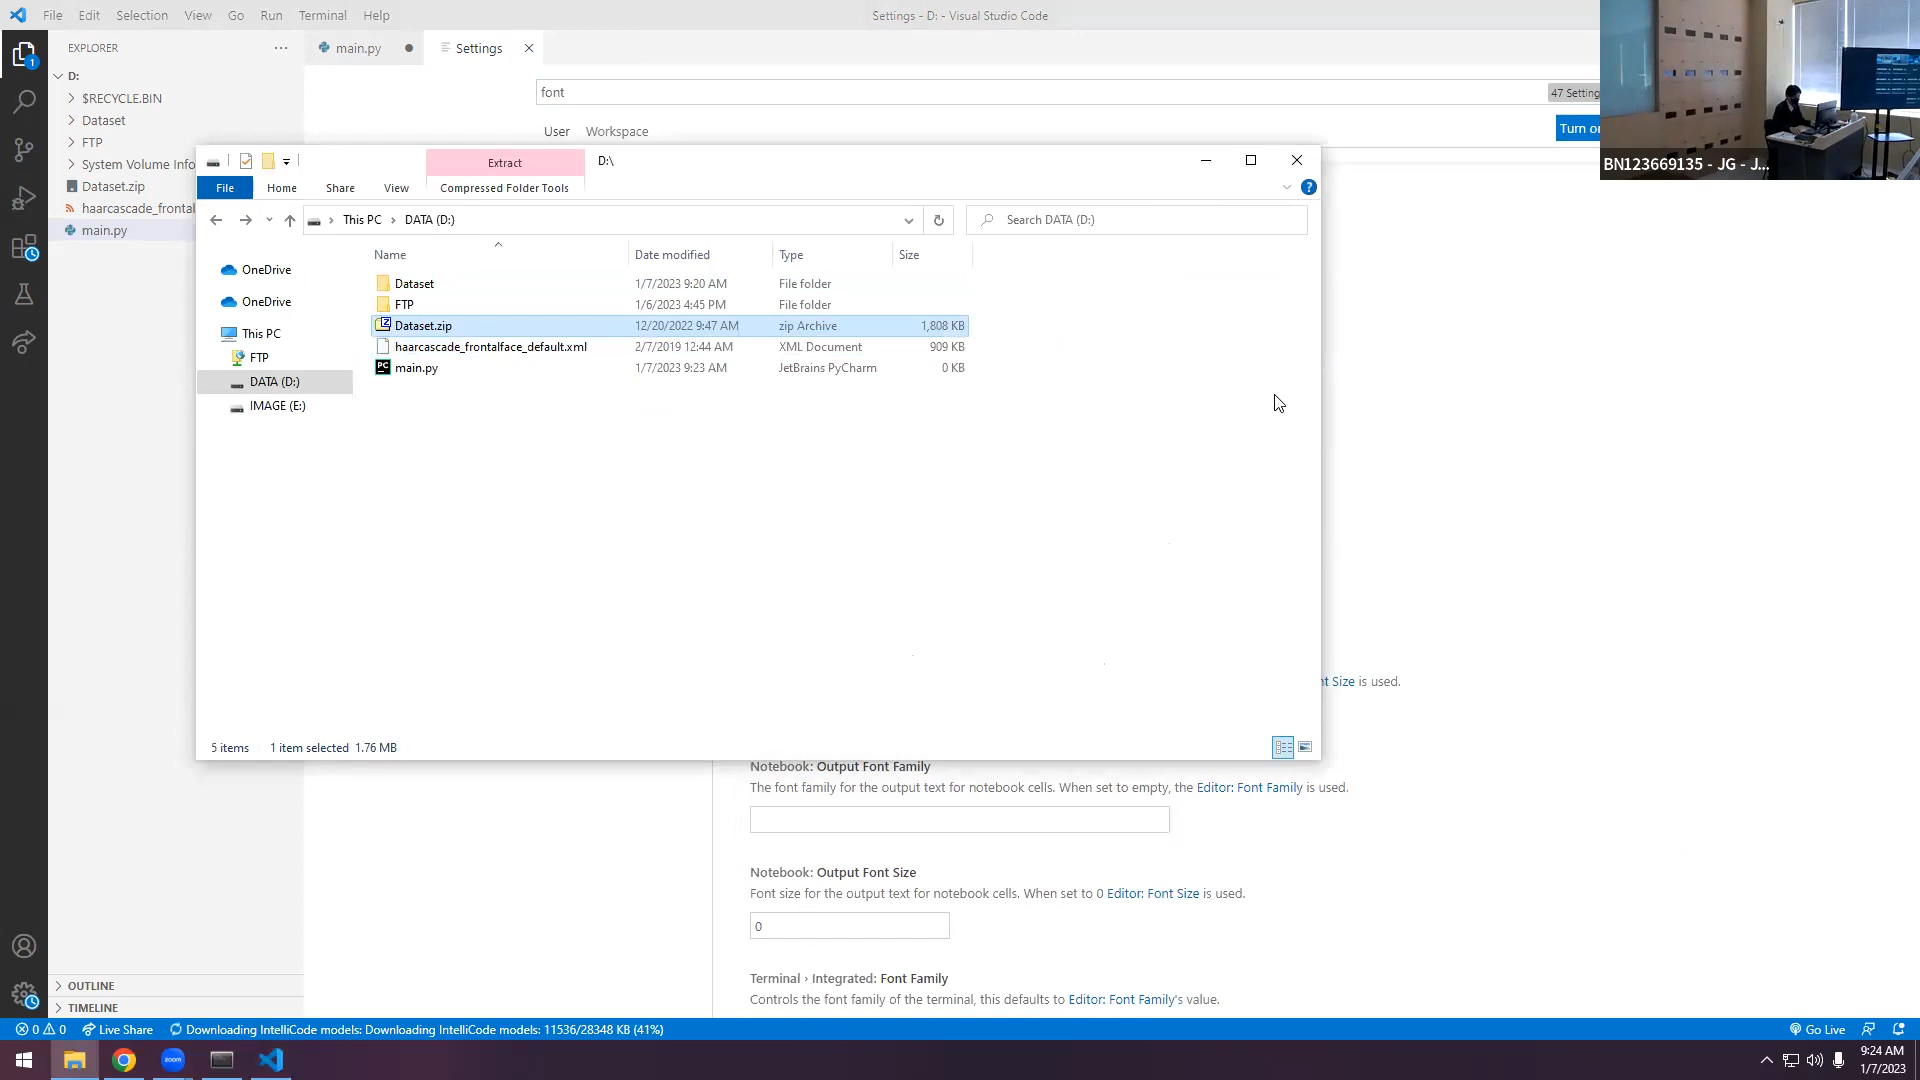 File Edit Selection View Go Run Terminal Help
Settings - D: - Visual Studio Code
EXPLORER
main.py
Settings
D:
$RECYCLE.BIN
Dataset
FTP
System Volume Info
Dataset.zip
haarcascade_frontal
main.py
font
47 Setting
User Workspace
Turn o
BN123669135 - JG - J...
Extract
D:\
File Home Share View Compressed Folder Tools
This PC › DATA (D:)
Search DATA (D:)
OneDrive
OneDrive
This PC
FTP
DATA (D:)
IMAGE (E:)
Name Date modified Type Size
Dataset 1/7/2023 9:20 AM File folder
FTP 1/6/2023 4:45 PM File folder
Dataset.zip 12/20/2022 9:47 AM zip Archive 1,808 KB
haarcascade_frontalface_default.xml 2/7/2019 12:44 AM XML Document 909 KB
main.py 1/7/2023 9:23 AM JetBrains PyCharm 0 KB
5 items 1 item selected 1.76 MB
nt Size is used.
Notebook: Output Font Family
The font family for the output text for notebook cells. When set to empty, the Editor: Font Family is used.
Notebook: Output Font Size
Font size for the output text for notebook cells. When set to 0 Editor: Font Size is used.
0
Terminal › Integrated: Font Family
Controls the font family of the terminal, this defaults to Editor: Font Family's value.
OUTLINE
TIMELINE
0 0 Live Share Downloading IntelliCode models: Downloading IntelliCode models: 11536/28348 KB (41%)
Go Live
zoom
9:24 AM
1/7/2023